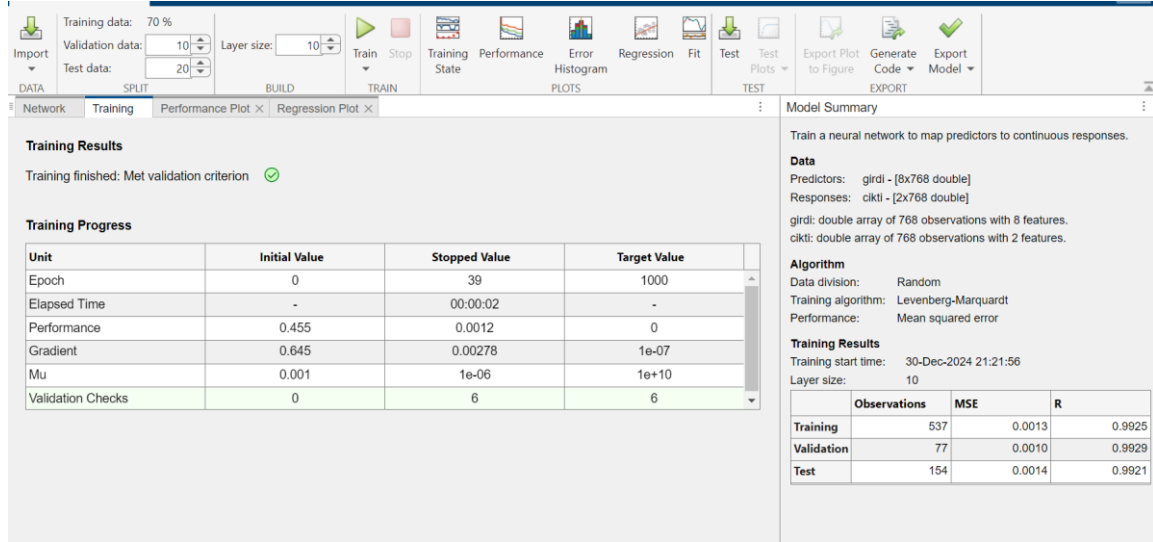 Training data: 70 %
Validation data: 10
Test data: 20
Layer size: 10
Import
Train
Stop
Training State
Performance
Error Histogram
Regression
Fit
Test
Test Plots
Export Plot to Figure
Generate Code
Export Model
DATA
SPLIT
BUILD
TRAIN
PLOTS
TEST
EXPORT
Network
Training
Performance Plot
Regression Plot
Training Results
Training finished: Met validation criterion
Training Progress
Unit Initial Value Stopped Value Target Value
Epoch 0 39 1000
Elapsed Time - 00:00:02 -
Performance 0.455 0.0012 0
Gradient 0.645 0.00278 1e-07
Mu 0.001 1e-06 1e+10
Validation Checks 0 6 6
Model Summary
Train a neural network to map predictors to continuous responses.
Data
Predictors: girdi - [8x768 double]
Responses: cikti - [2x768 double]
girdi: double array of 768 observations with 8 features.
cikti: double array of 768 observations with 2 features.
Algorithm
Data division: Random
Training algorithm: Levenberg-Marquardt
Performance: Mean squared error
Training Results
Training start time: 30-Dec-2024 21:21:56
Layer size: 10
Observations MSE R
Training 537 0.0013 0.9925
Validation 77 0.0010 0.9929
Test 154 0.0014 0.9921